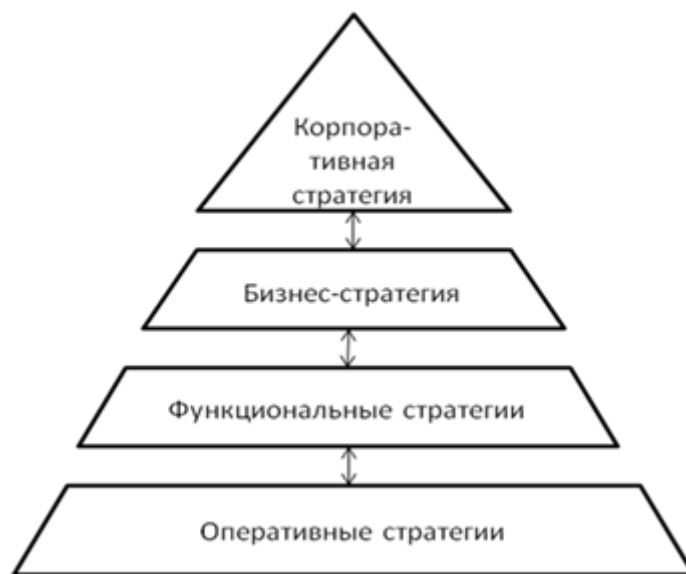 Корпора-
тивная
стратегия
Бизнес-стратегия
Функциональные стратегии
Оперативные стратегии